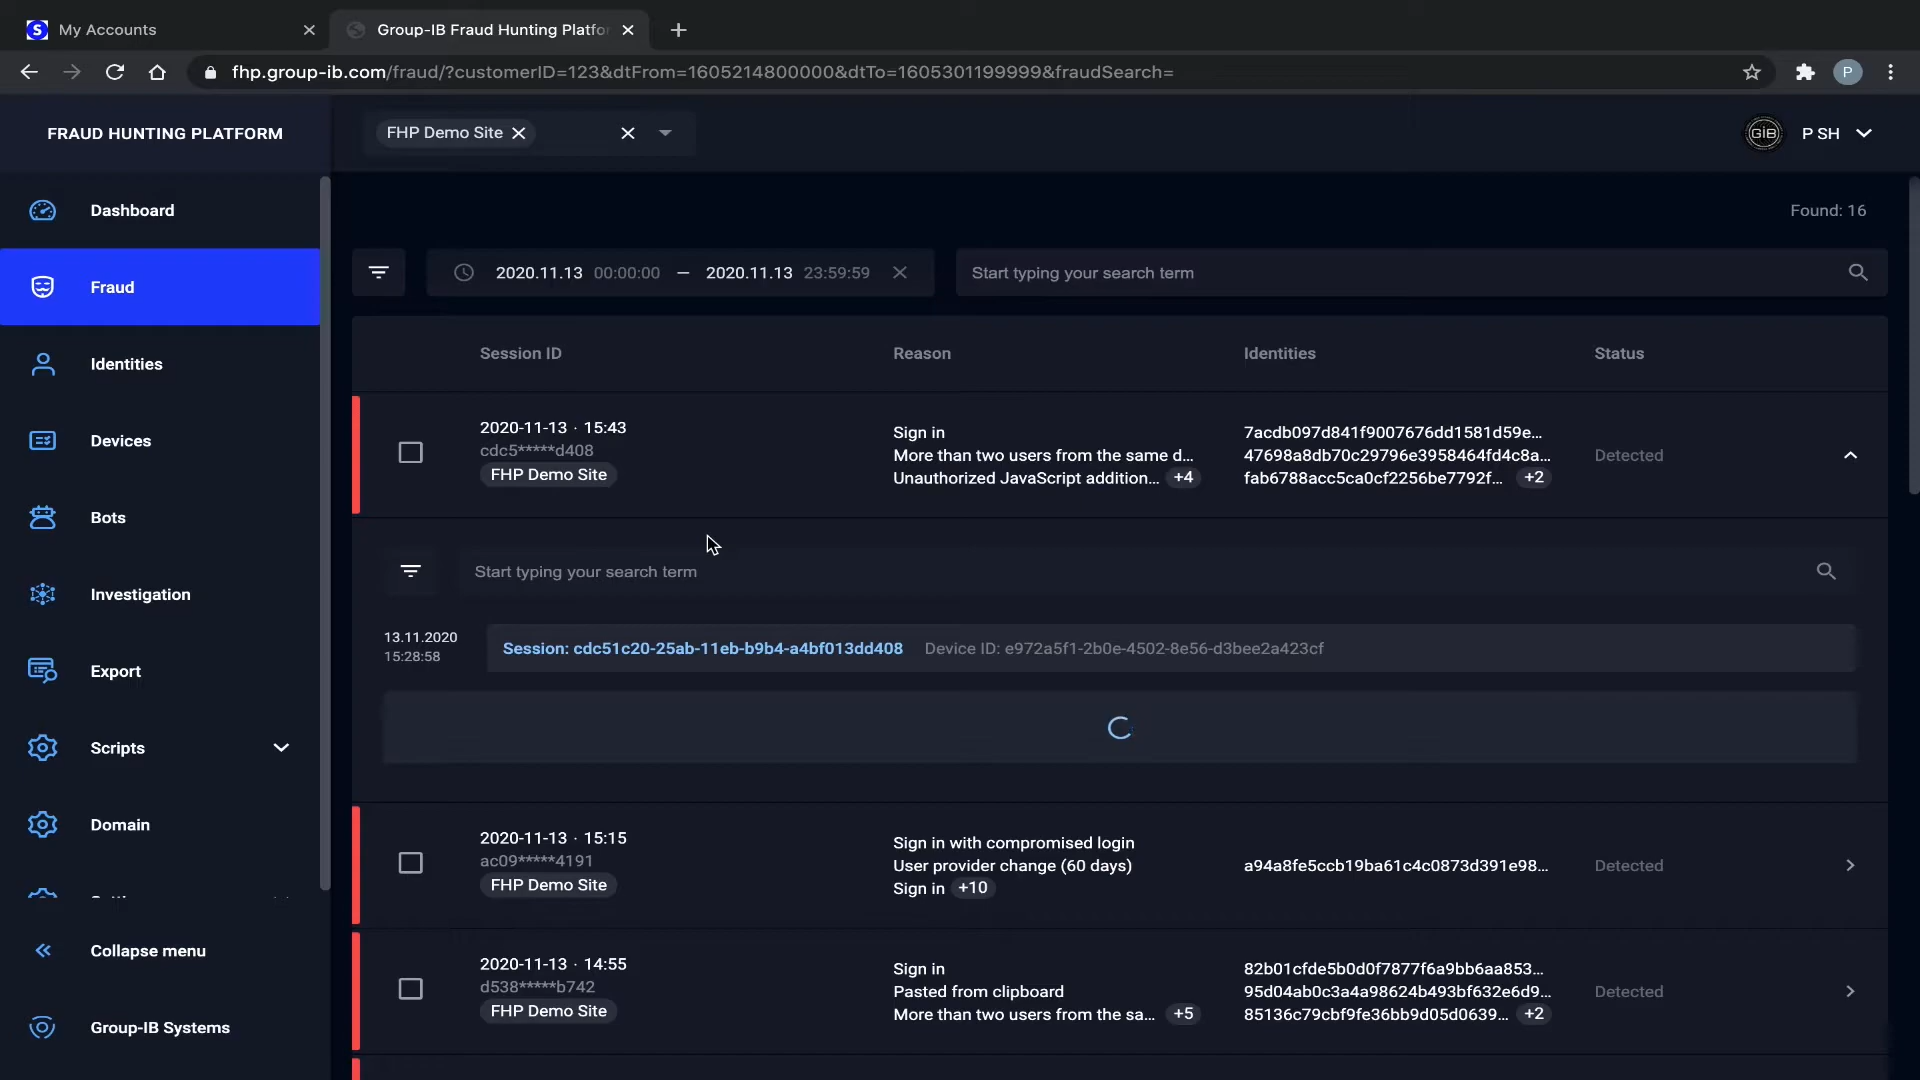 My Accounts
Group-IB Fraud Hunting Platfo
fhp.group-ib.com/fraud/?customerID=123&dtFrom=1605214800000&dtTo=1605301199999&fraudSearch=
P
FRAUD HUNTING PLATFORM
FHP Demo Site
GIB
P SH
Dashboard
Fraud
Identities
Devices
Bots
Investigation
Export
Scripts
Domain
Collapse menu
Group-IB Systems
Found: 16
2020.11.13 00:00:00 – 2020.11.13 23:59:59
Start typing your search term
Session ID Reason Identities Status
2020-11-13 · 15:43
cdc5*****d408
FHP Demo Site
Sign in
More than two users from the same d...
Unauthorized JavaScript addition... +4
7acdb097d841f9007676dd1581d59e...
47698a8db70c29796e3958464fd4c8a...
fab6788acc5ca0cf2256be7792f... +2
Detected
Start typing your search term
13.11.2020
15:28:58
Session: cdc51c20-25ab-11eb-b9b4-a4bf013dd408 Device ID: e972a5f1-2b0e-4502-8e56-d3bee2a423cf
2020-11-13 · 15:15
ac09*****4191
FHP Demo Site
Sign in with compromised login
User provider change (60 days)
Sign in +10
a94a8fe5ccb19ba61c4c0873d391e98...
Detected
2020-11-13 · 14:55
d538*****b742
FHP Demo Site
Sign in
Pasted from clipboard
More than two users from the sa... +5
82b01cfde5b0d0f7877f6a9bb6aa853...
95d04ab0c3a4a98624b493bf632e6d9...
85136c79cbf9fe36bb9d05d0639... +2
Detected